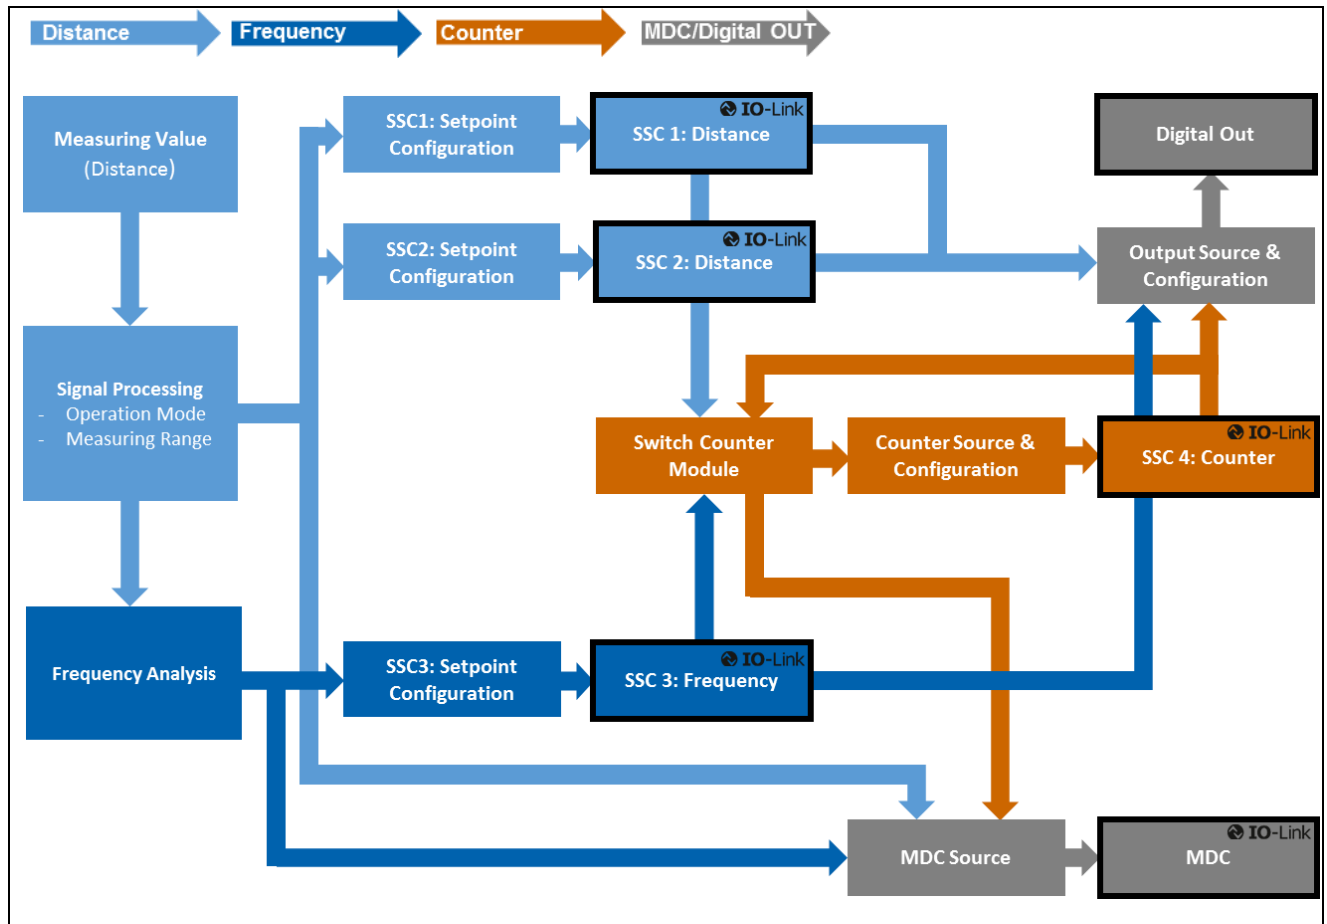 Distance
Frequency
Counter
MDC/Digital OUT
Measuring Value
(Distance)
SSC1: Setpoint
Configuration
IO-Link
SSC 1: Distance
Digital Out
SSC2: Setpoint
Configuration
IO-Link
SSC 2: Distance
Output Source &
Configuration
Signal Processing
- Operation Mode
- Measuring Range
Switch Counter
Module
Counter Source &
Configuration
IO-Link
SSC 4: Counter
Frequency Analysis
SSC3: Setpoint
Configuration
IO-Link
SSC 3: Frequency
MDC Source
IO-Link
MDC